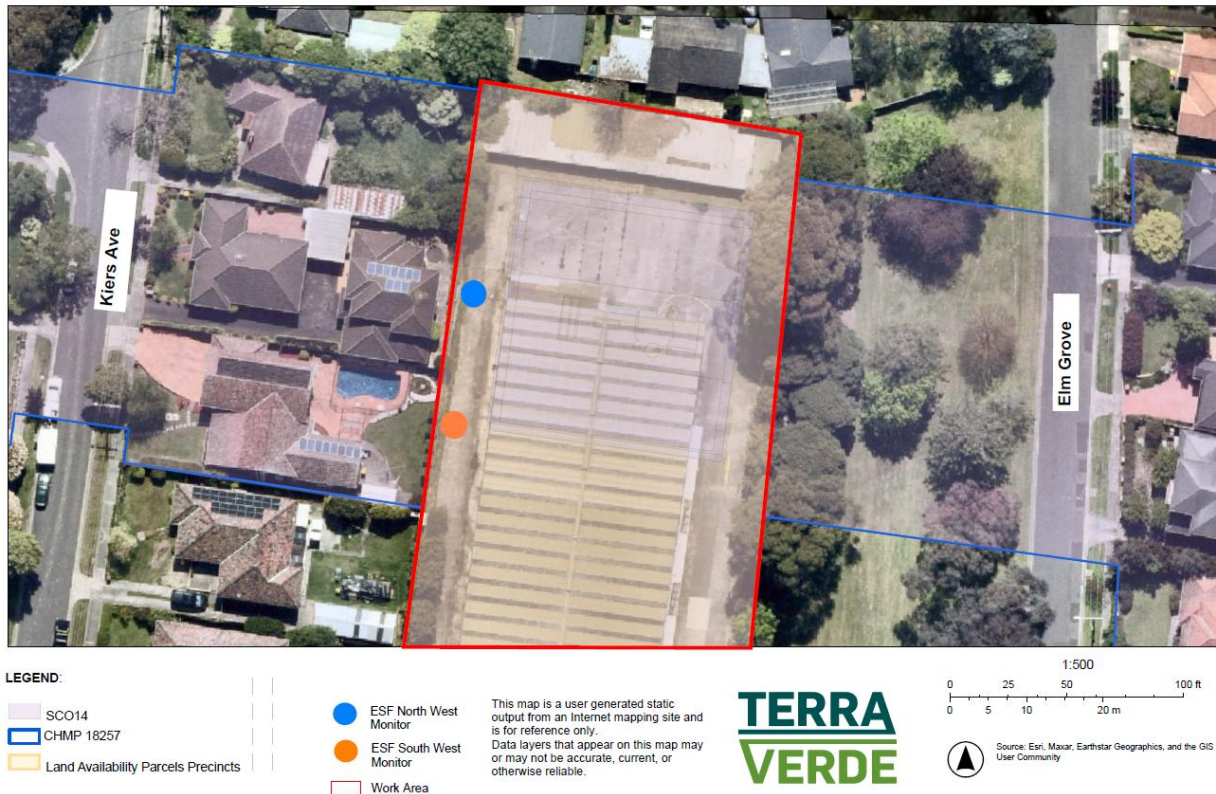 Kiers Ave
Elm Grove
LEGEND:
SCO14
CHMP 18257
Land Availability Parcels Precincts
ESF North West
Monitor
ESF South West
Monitor
Work Area
This map is a user generated static
output from an Internet mapping site and
is for reference only.
Data layers that appear on this map may
or may not be accurate, current, or
otherwise reliable.
TERRA
VERDE
1:500
0 25 50 100 ft
0 5 10 20 m
Source: Esri, Maxar, Earthstar Geographics, and the GIS
User Community